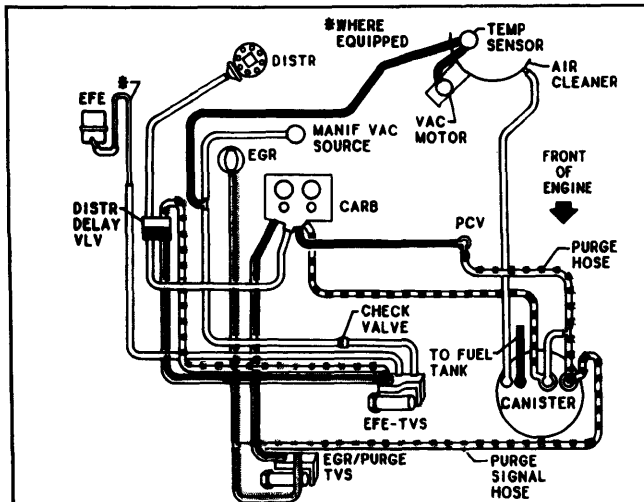 *WHERE
EQUIPPED
TEMP
SENSOR
DISTR
AIR
CLEANER
*
EFE
VAC
MOTOR
MANIF VAC
SOURCE
EGR
FRONT
OF
ENGINE
CARB
DISTR
DELAY
VLV
PCV
PURGE
HOSE
CHECK
VALVE
TO FUEL
TANK
CANISTER
EFE-TVS
EGR/PURGE
TVS
PURGE
SIGNAL
HOSE